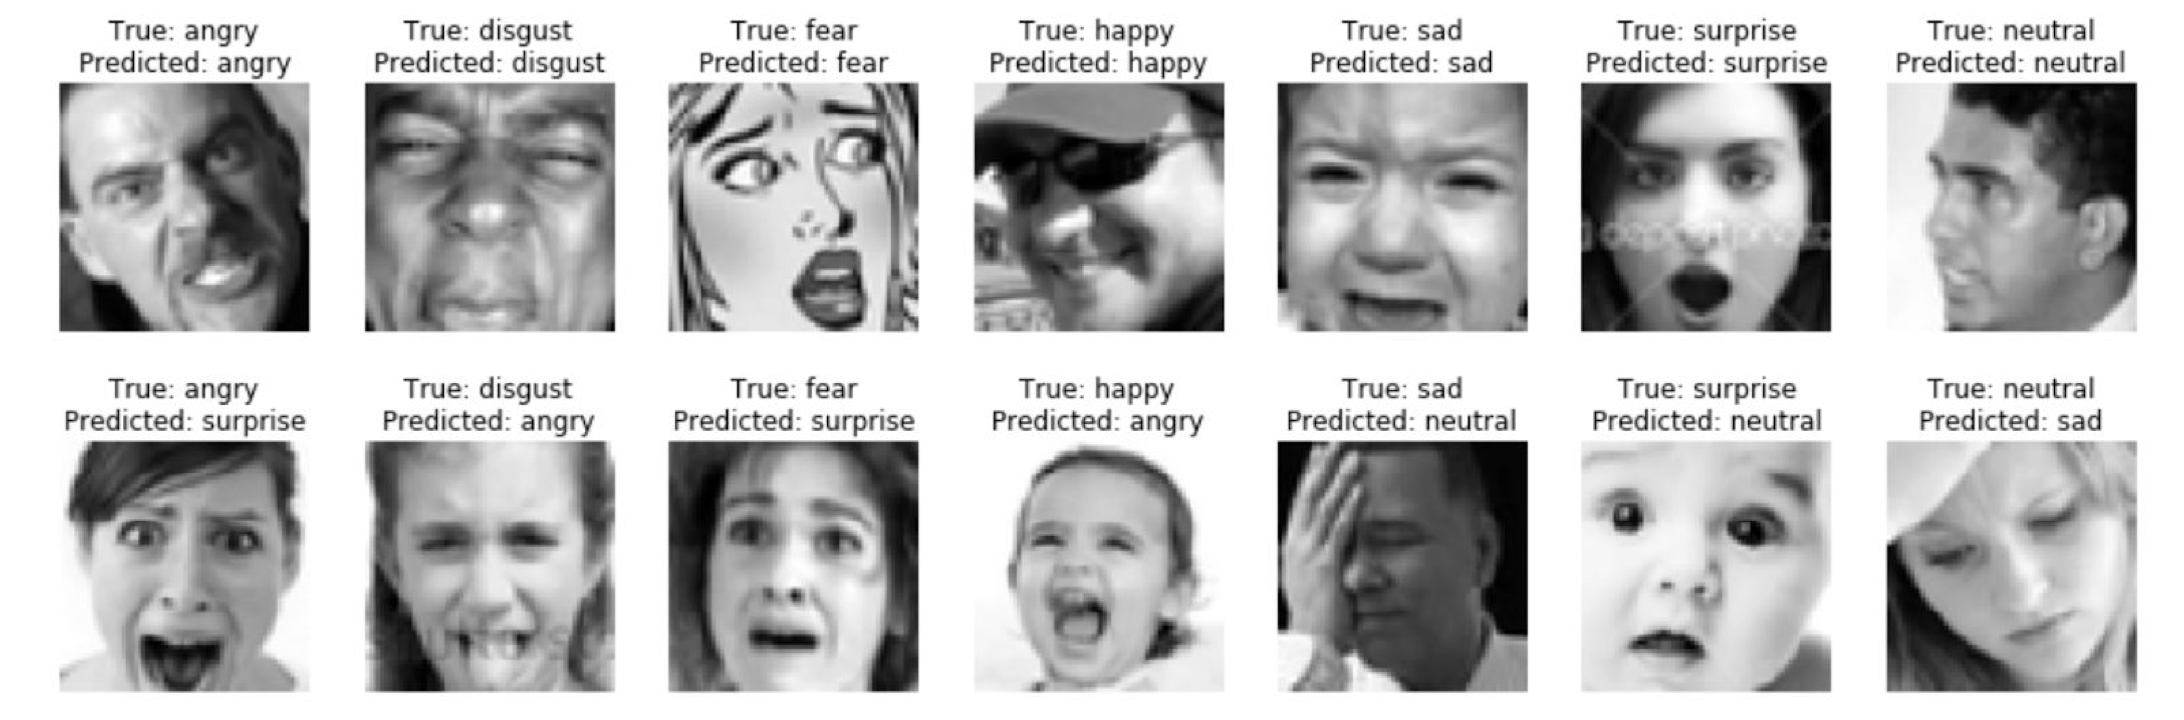 True: angry
Predicted: angry
True: disgust
Predicted: disgust
True: fear
Predicted: fear
True: happy
Predicted: happy
True: sad
Predicted: sad
True: surprise
Predicted: surprise
True: neutral
Predicted: neutral
True: angry
Predicted: surprise
True: disgust
Predicted: angry
True: fear
Predicted: surprise
True: happy
Predicted: angry
True: sad
Predicted: neutral
True: surprise
Predicted: neutral
True: neutral
Predicted: sad